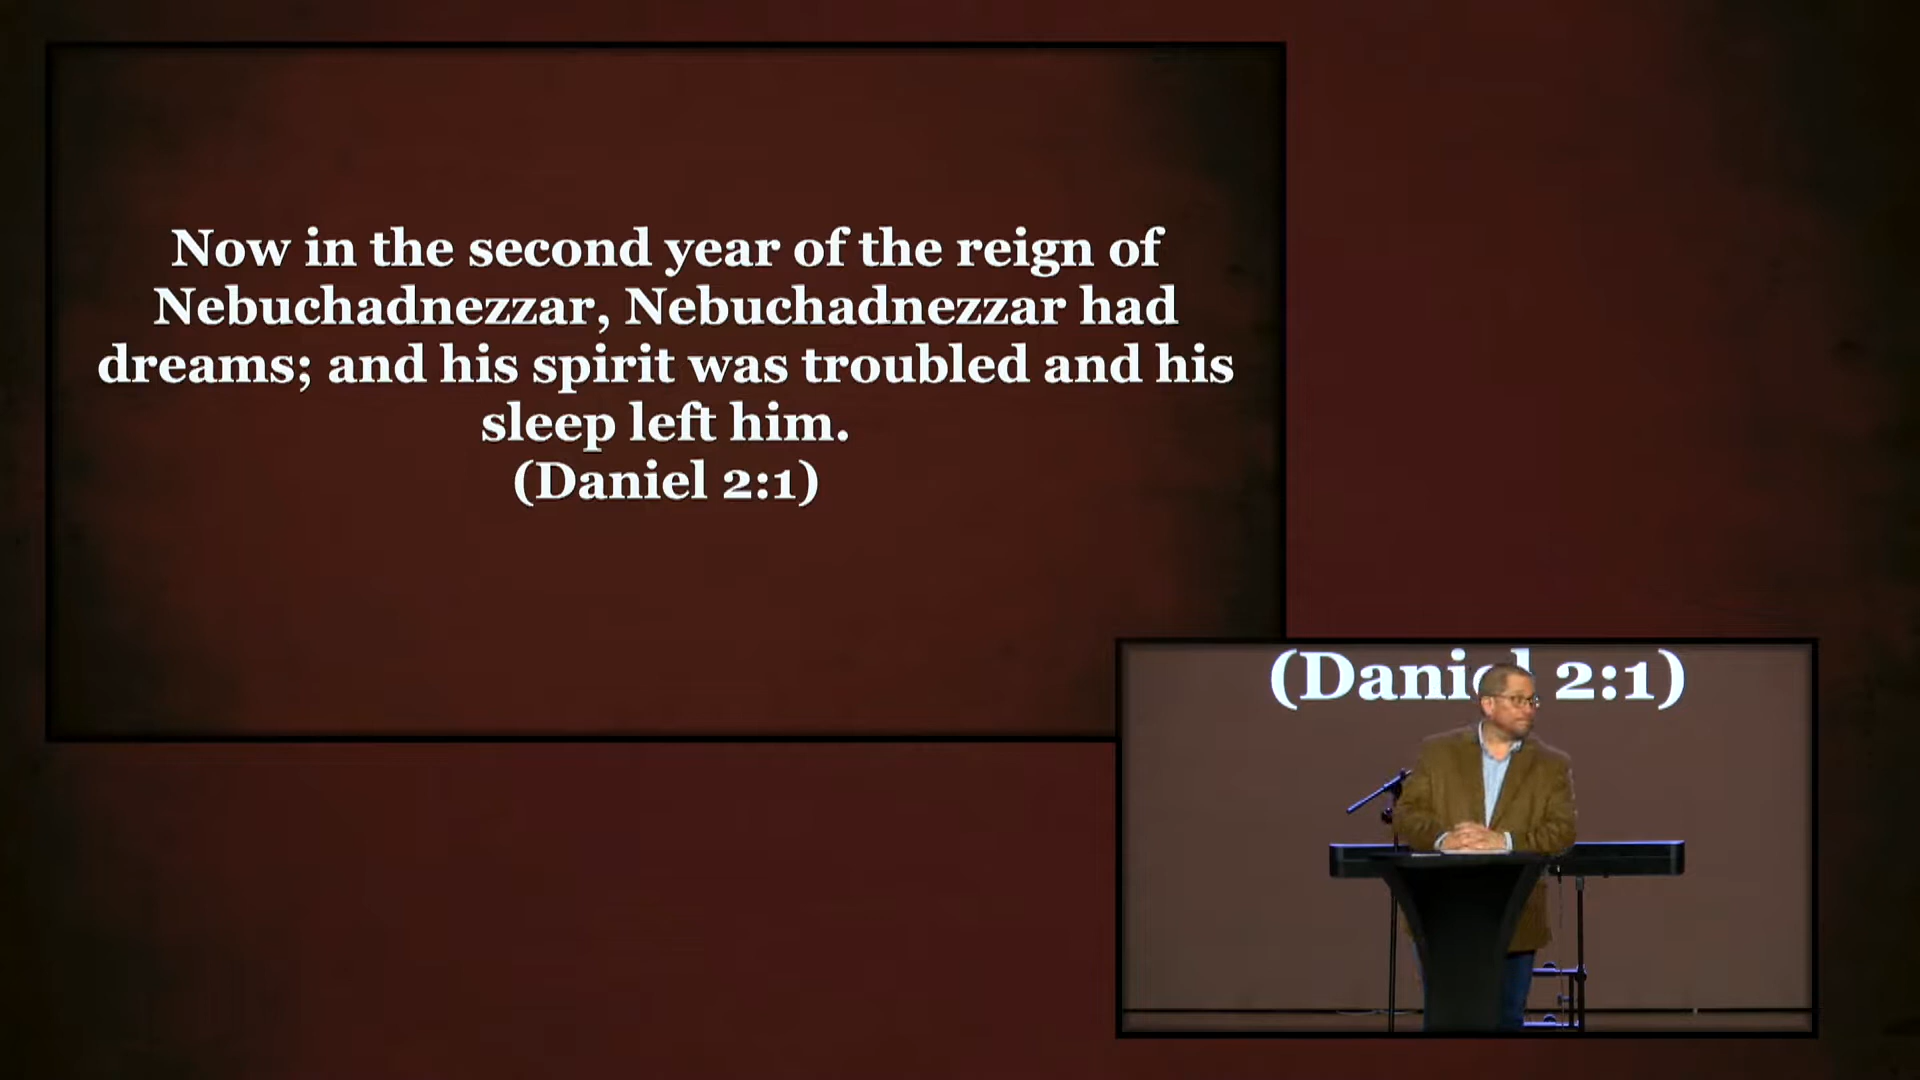 Now in the second year of the reign of
Nebuchadnezzar, Nebuchadnezzar had
dreams; and his spirit was troubled and his
sleep left him.
(Daniel 2:1)
(Daniel 2:1)